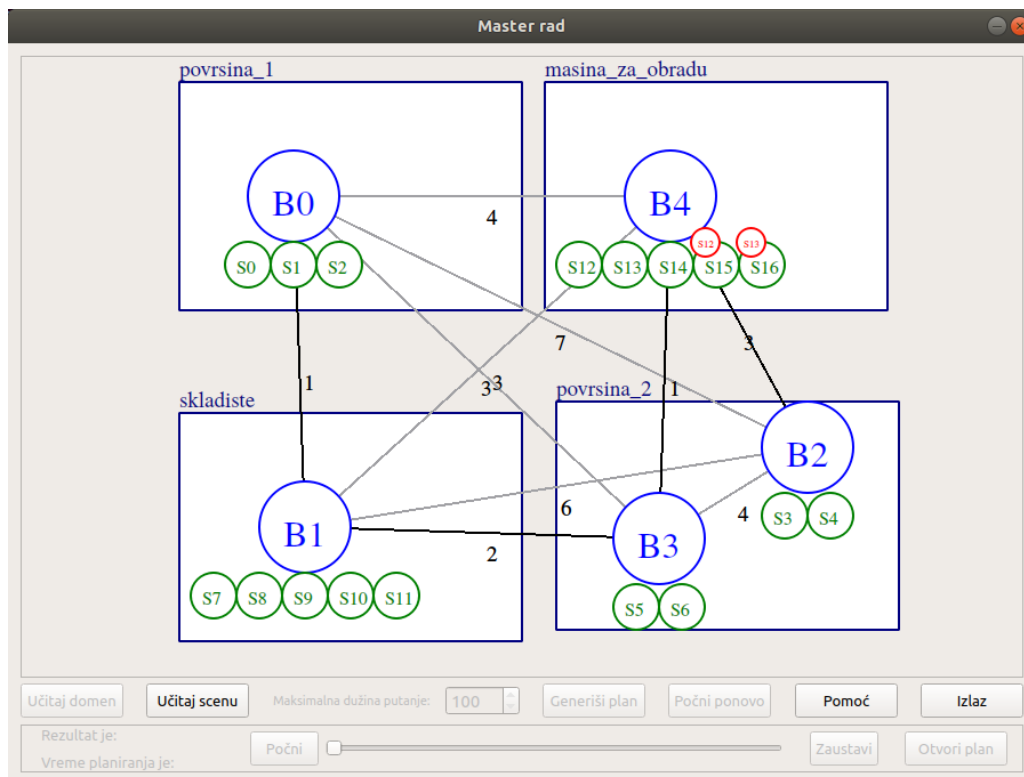 Master rad
povrsina_1
masina_za_obradu
B0
B4
4
S12
S13
S0
S1
S2
S12
S13
S14
S15
S16
7
3
1
3
3
1
skladiste
povrsina_2
B2
6
4
B1
B3
2
S3
S4
S7
S8
S9
S10
S11
S5
S6
Učitaj domen
Učitaj scenu
Maksimalna dužina putanje:
100
Generiši plan
Počni ponovo
Pomoć
Izlaz
Rezultat je:
Vreme planiranja je:
Počni
Zaustavi
Otvori plan